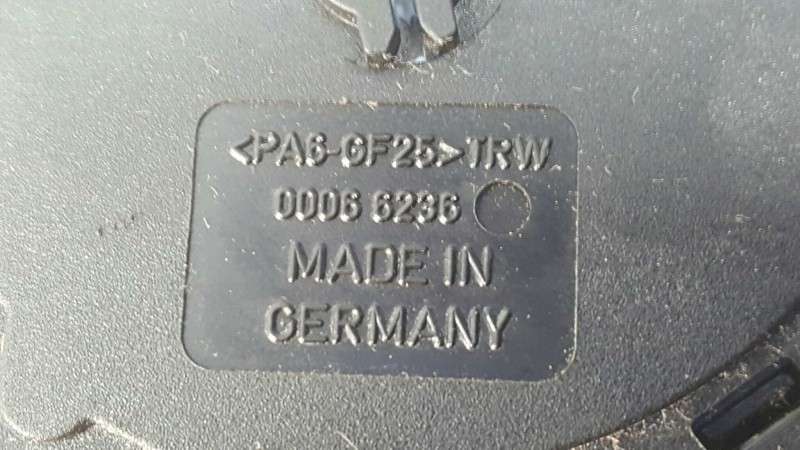 <PA6-GF25>TRW
0006 6236
MADE IN
GERMANY